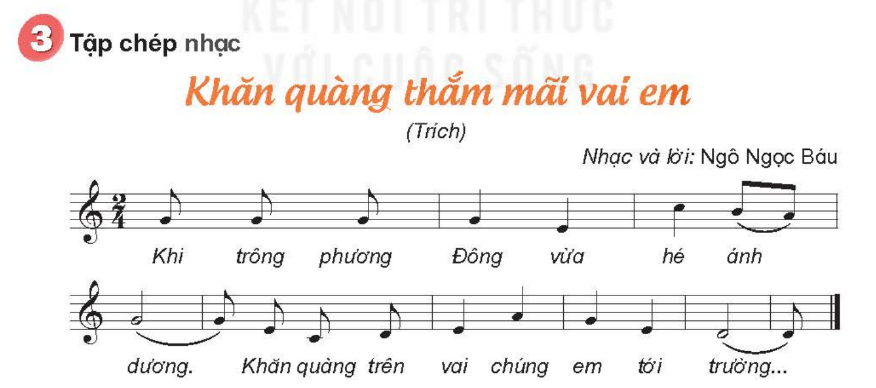 KẾT NỐI TRI THỨC
VỚI CUỘC SỐNG
3 Tập chép nhạc
Khăn quàng thắm mãi vai em
(Trích)
Nhạc và lời: Ngô Ngọc Báu
2
4
Khi trông phương Đông vừa hé ánh
dương. Khăn quàng trên vai chúng em tới trường...